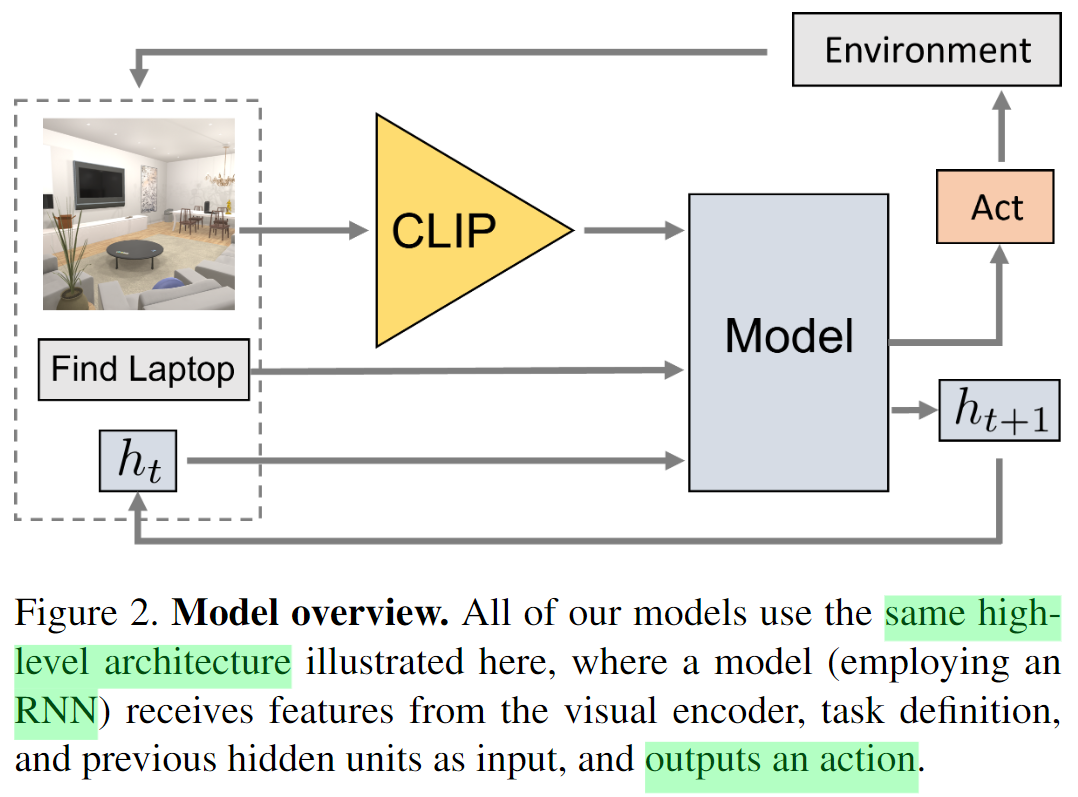 Environment
CLIP
Act
Model
Find Laptop
h_{t+1}
h_t
Figure 2. Model overview. All of our models use the same high-
level architecture illustrated here, where a model (employing an
RNN) receives features from the visual encoder, task definition,
and previous hidden units as input, and outputs an action.